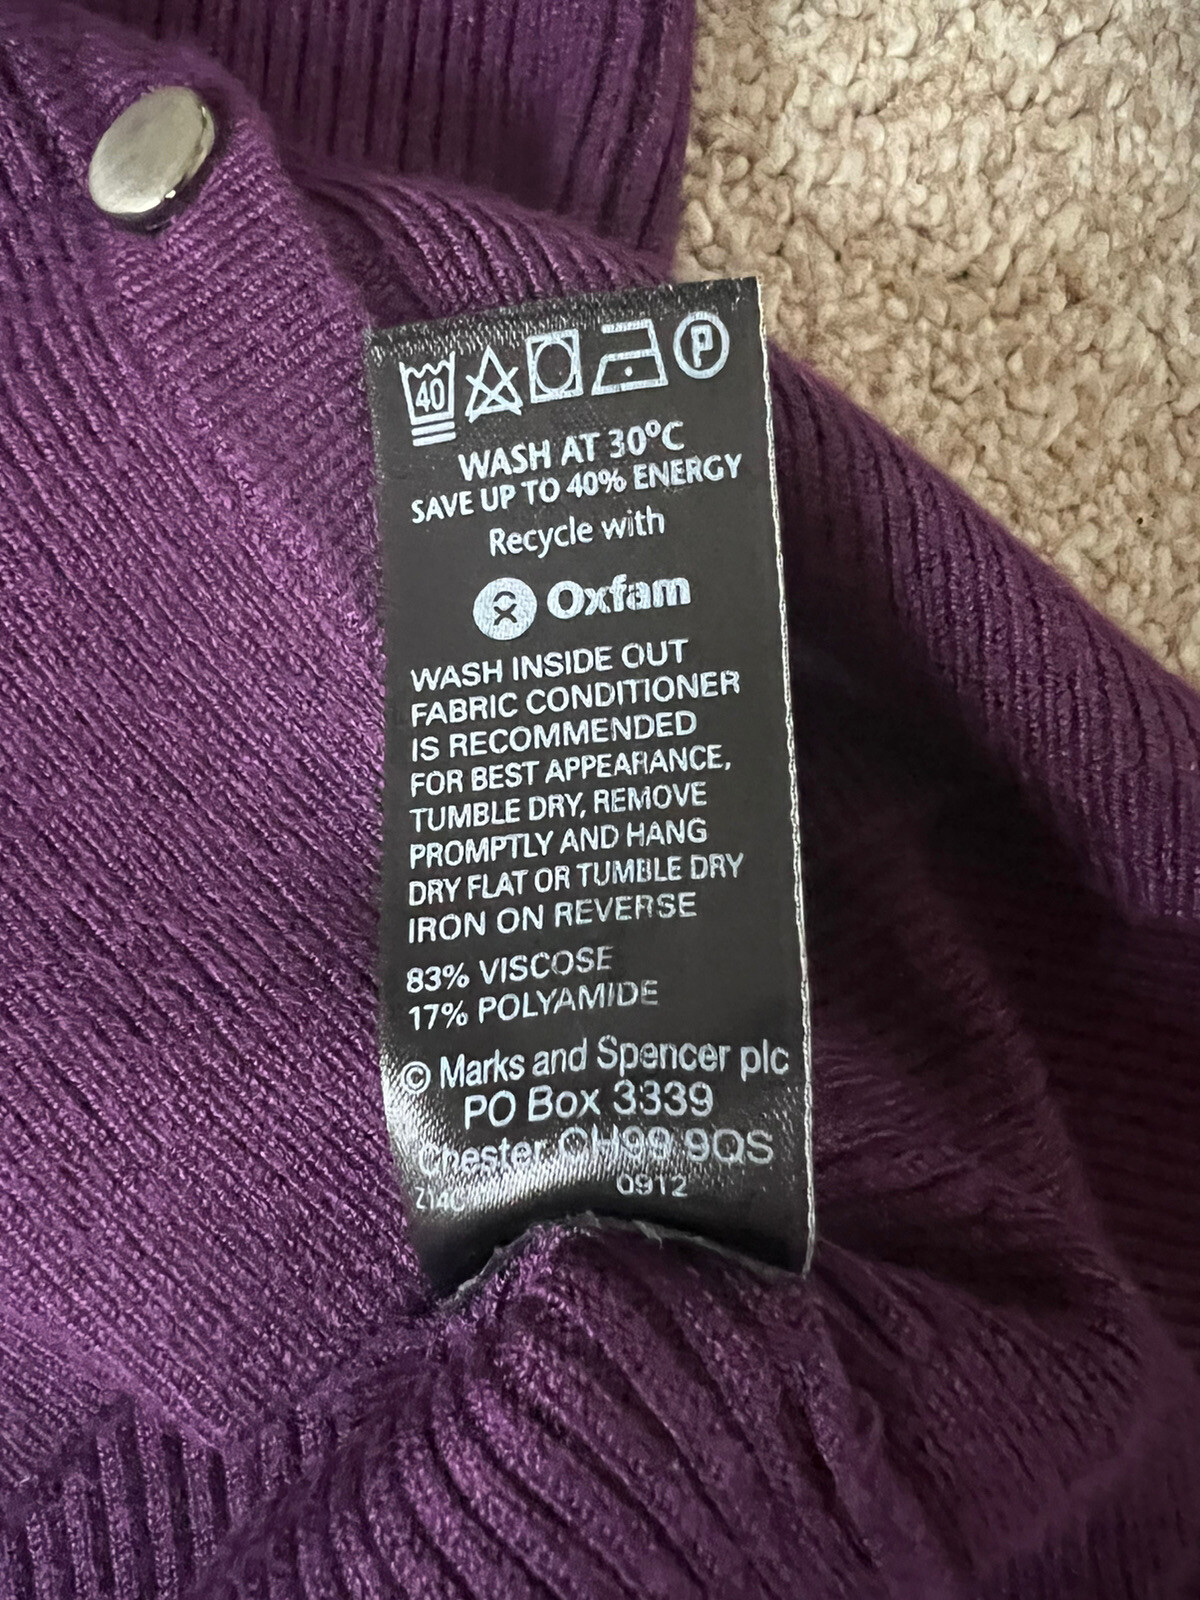 40 P
WASH AT 30°C
SAVE UP TO 40% ENERGY
Recycle with
Oxfam
WASH INSIDE OUT
FABRIC CONDITIONER
IS RECOMMENDED
FOR BEST APPEARANCE,
TUMBLE DRY, REMOVE
PROMPTLY AND HANG
DRY FLAT OR TUMBLE DRY
IRON ON REVERSE
83% VISCOSE
17% POLYAMIDE
© Marks and Spencer plc
PO Box 3339
Chester CH99 9QS
0912